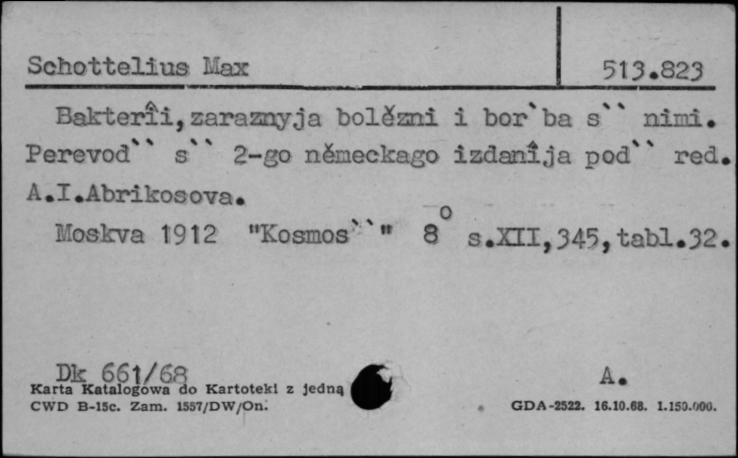 Schottelius Max 513.823
Bakterîi,zaraznyja bolězni i bor`ba s`` nimi.
Perevod`` s`` 2-go německago izdanîja pod`` red.
A.I.Abrikosova.
Moskva 1912 "Kosmos``" 8° s.XII,345,tabl.32.
Dk 661/68 A.
Karta Katalogowa do Kartoteki z jedną
CWD B-15c. Zam. 1557/DW/On. GDA-2522. 16.10.68. 1.150.000.